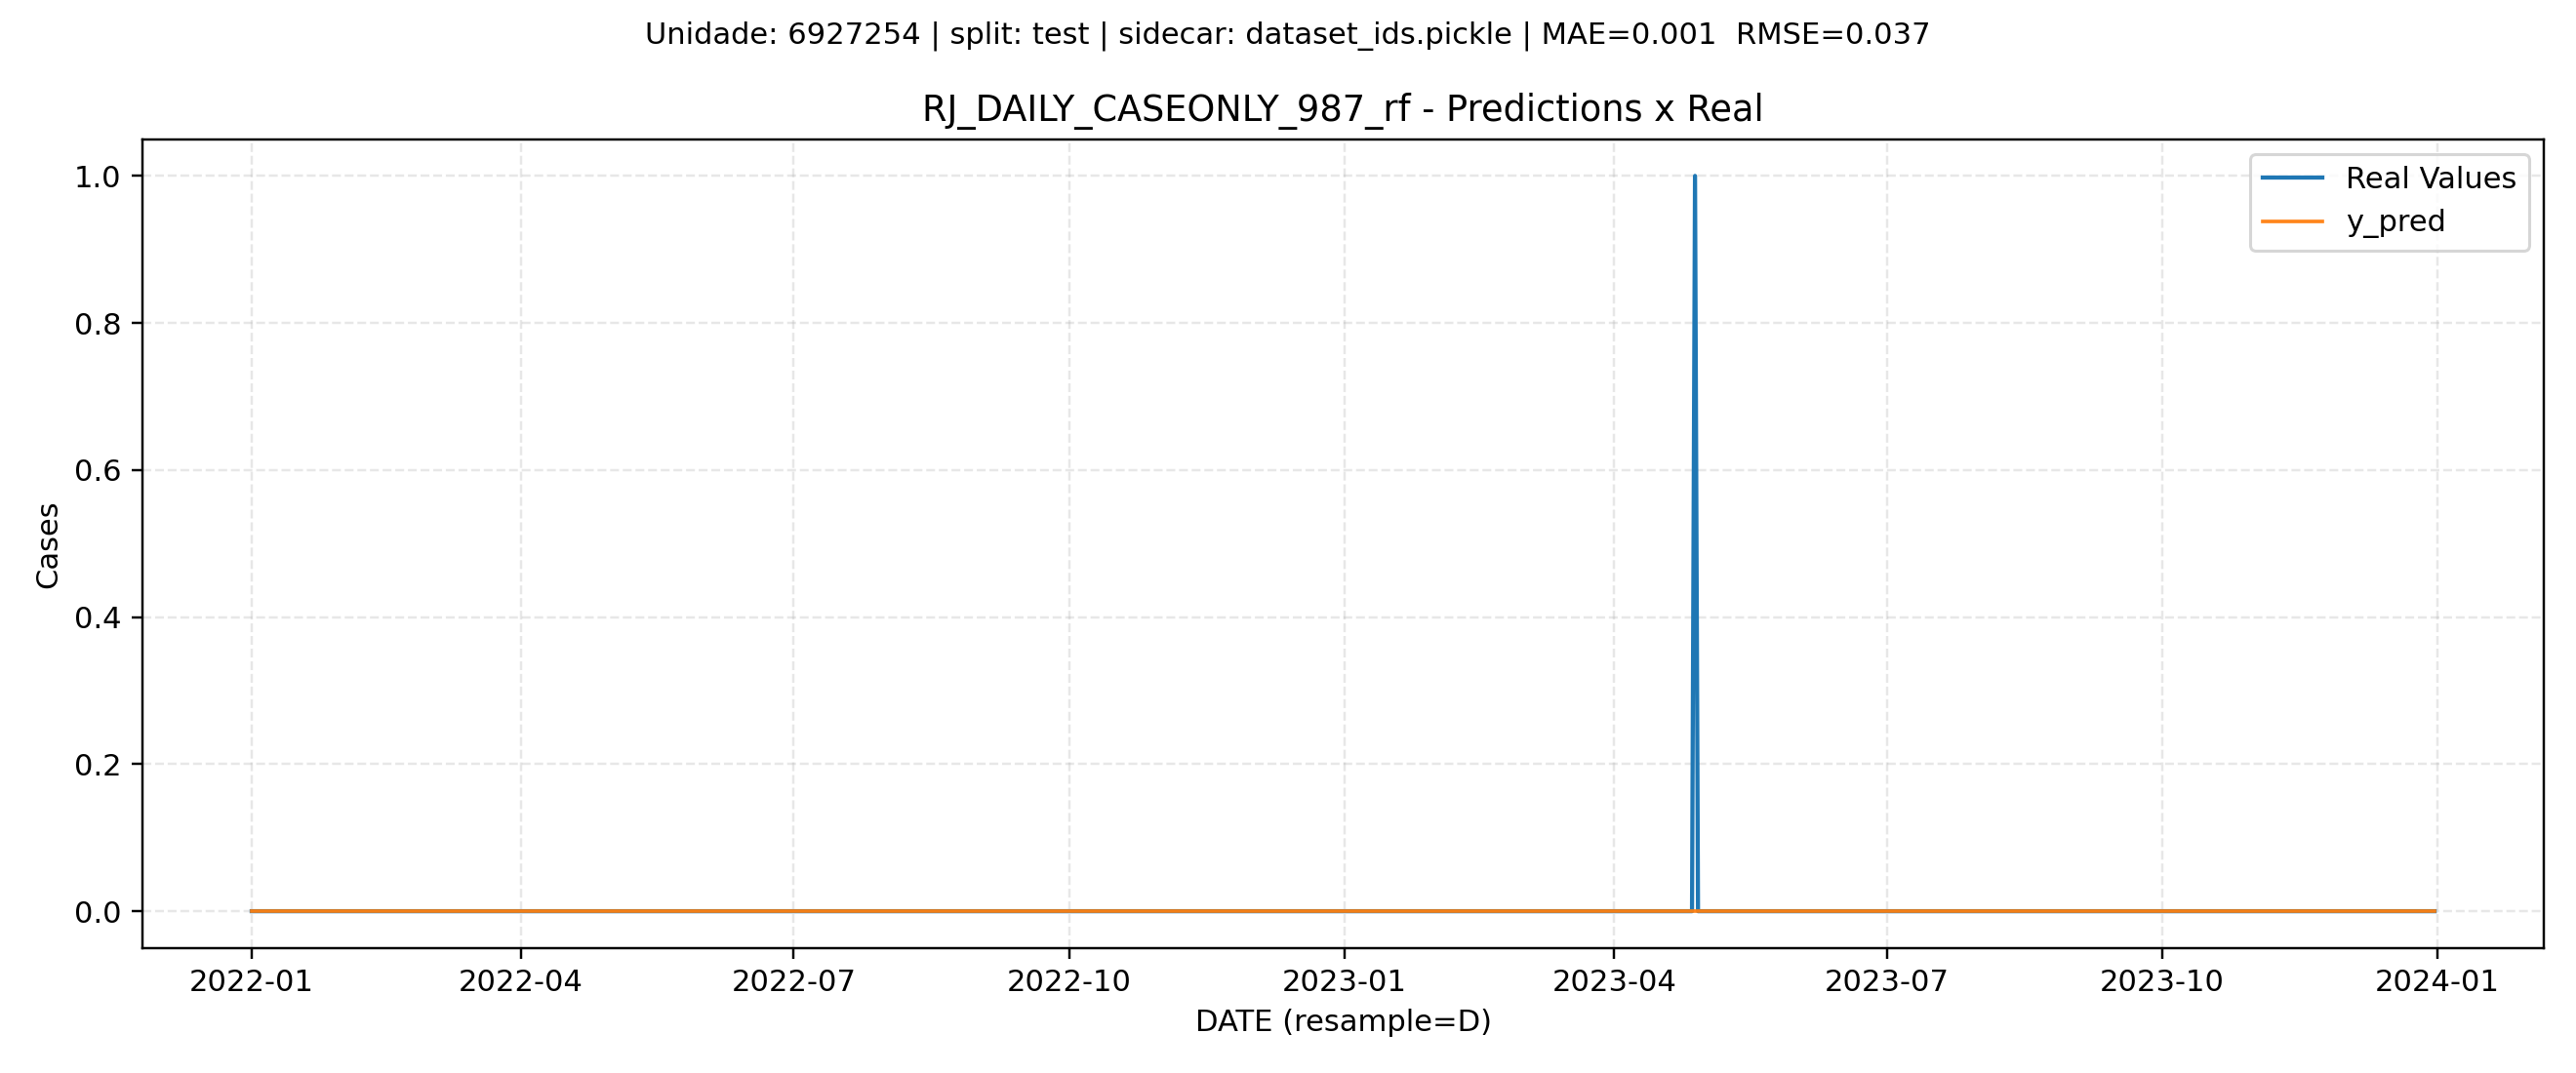 Unidade: 6927254 | split: test | sidecar: dataset_ids.pickle | MAE=0.001  RMSE=0.037
RJ_DAILY_CASEONLY_987_rf - Predictions x Real
Real Values
y_pred
1.0
0.8
0.6
0.4
0.2
0.0
Cases
2022-01
2022-04
2022-07
2022-10
2023-01
2023-04
2023-07
2023-10
2024-01
DATE (resample=D)